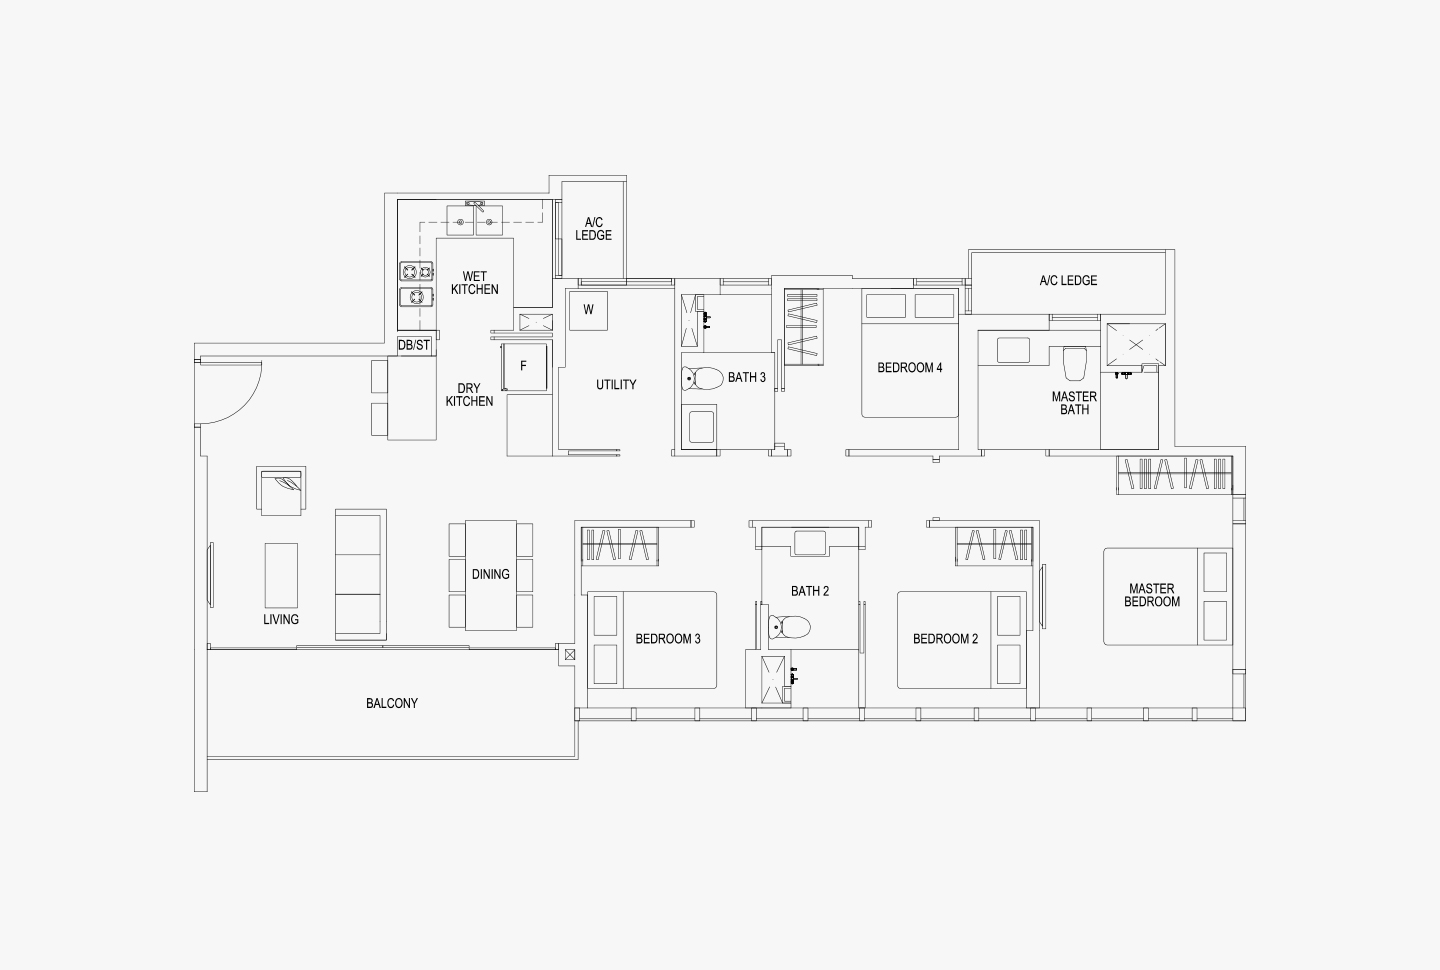 A/C
LEDGE
WET
KITCHEN
A/C LEDGE
W
DB/ST
F
DRY
KITCHEN
UTILITY
BATH 3
BEDROOM 4
MASTER
BATH
DINING
LIVING
BATH 2
MASTER
BEDROOM
BEDROOM 3
BEDROOM 2
BALCONY